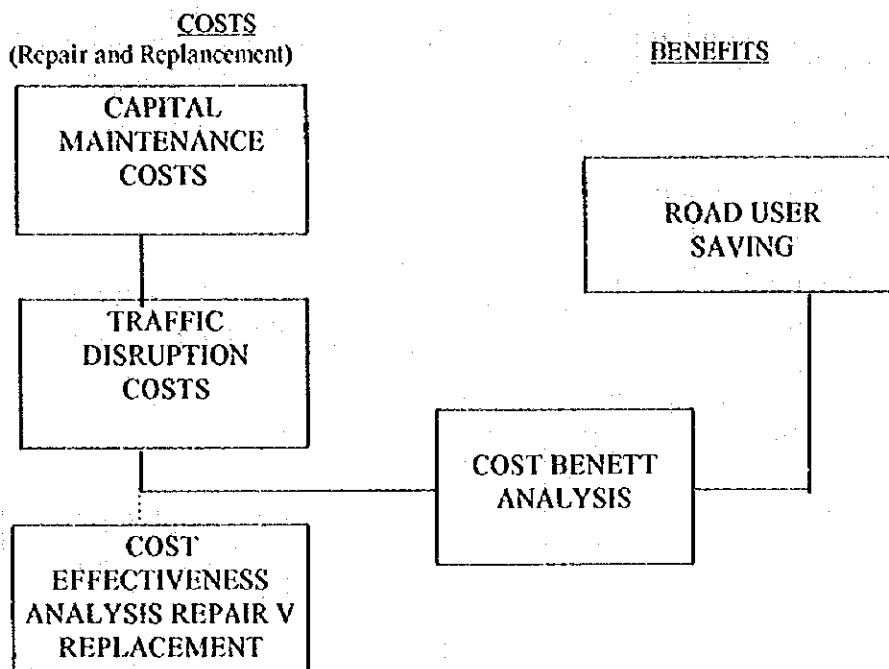 COSTS
(Repair and Replancement)
BENEFITS
CAPITAL
MAINTENANCE
COSTS
ROAD USER
SAVING
TRAFFIC
DISRUPTION
COSTS
COST BENETT
ANALYSIS
COST
EFFECTIVENESS
ANALYSIS REPAIR V
REPLACEMENT